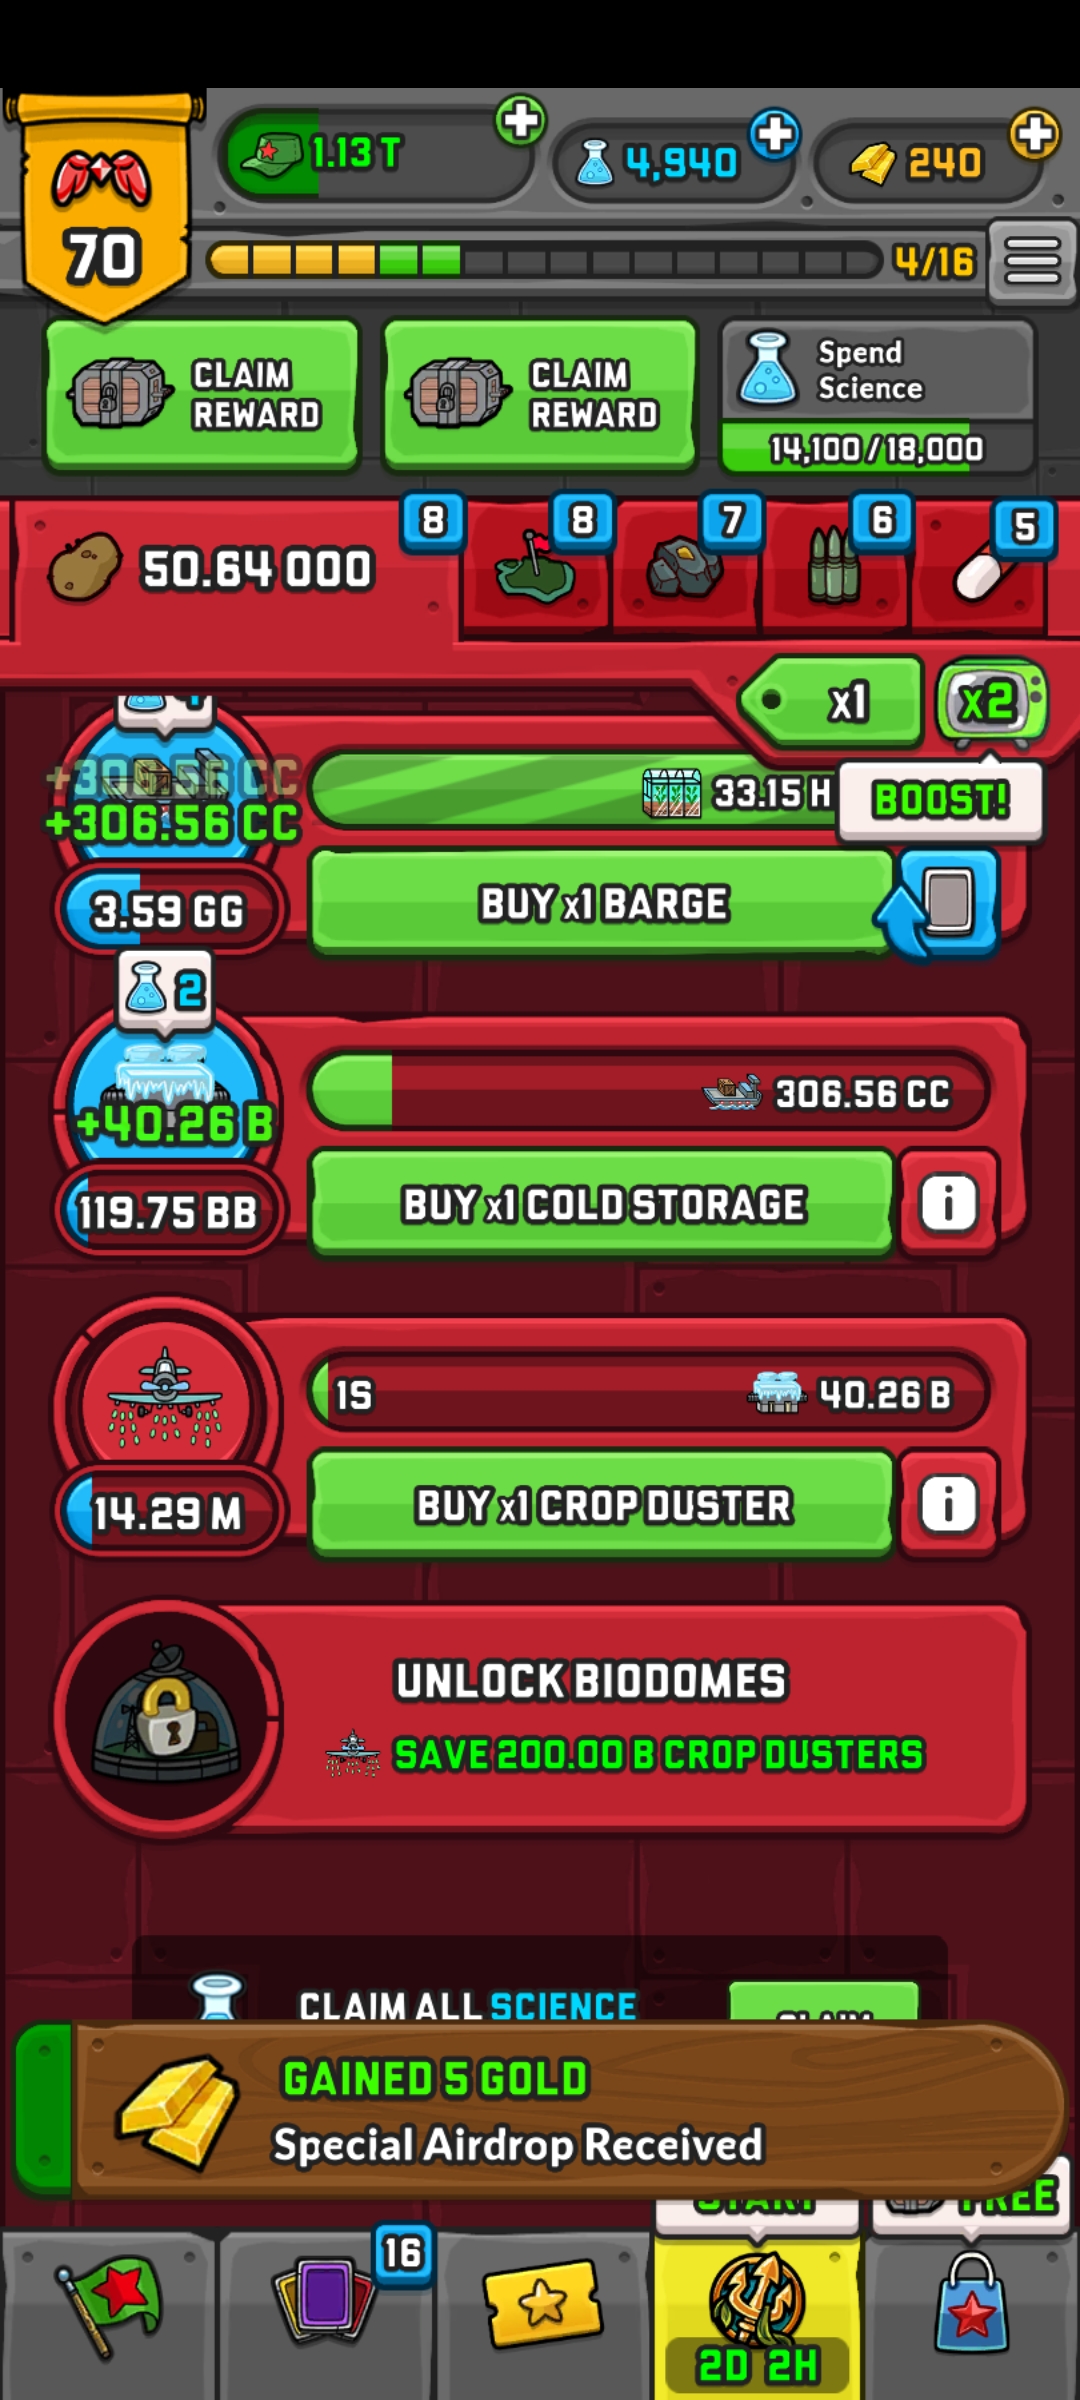 1.13 T
4,940
240
70
4/16
CLAIM
REWARD
CLAIM
REWARD
Spend
Science
14,100/18,000
8
8
7
6
5
50.64 000
x1
x2
BOOST!
+306.56 CC
+306.56 CC
33.15 H
3.59 GG
BUY x1 BARGE
2
+40.26 B
306.56 CC
119.75 BB
BUY x1 COLD STORAGE
i
1S
40.26 B
14.29 M
BUY x1 CROP DUSTER
i
UNLOCK BIODOMES
SAVE 200.00 B CROP DUSTERS
CLAIM ALL SCIENCE
CLAIM
GAINED 5 GOLD
Special Airdrop Received
START
FREE
16
2D 2H